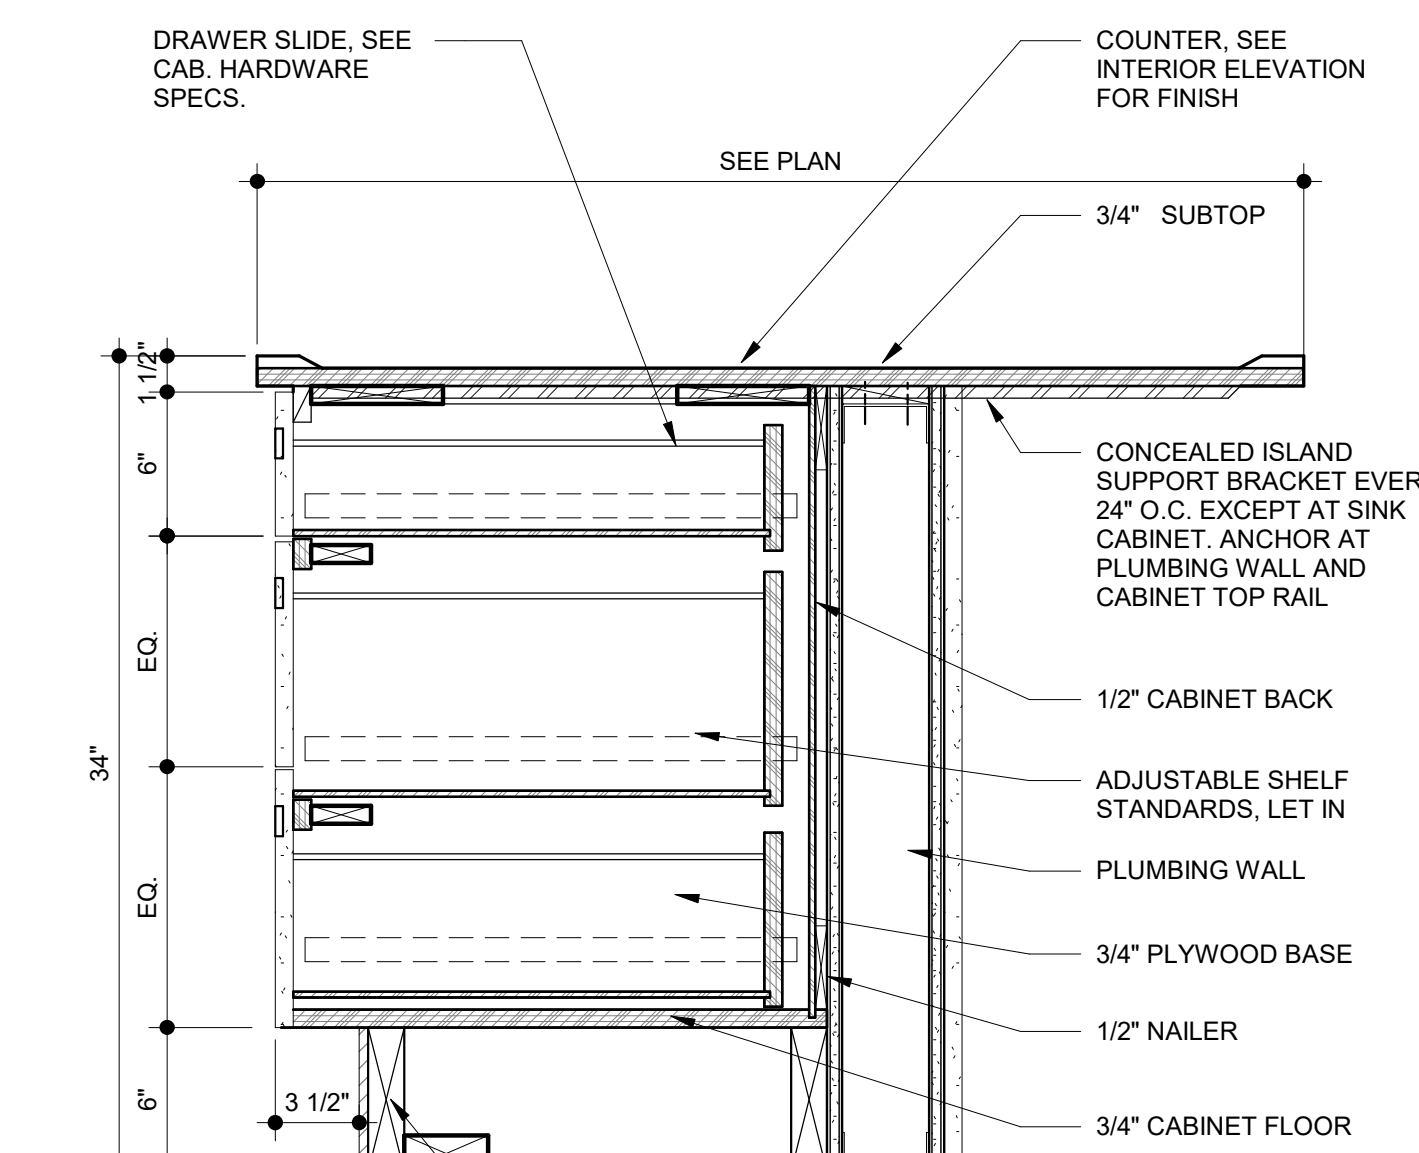 DRAWER SLIDE, SEE
CAB. HARDWARE
SPECS.
COUNTER, SEE
INTERIOR ELEVATION
FOR FINISH
SEE PLAN
3/4" SUBTOP
1 1/2"
6"
EQ.
34"
EQ.
6"
3 1/2"
CONCEALED ISLAND
SUPPORT BRACKET EVER
24" O.C. EXCEPT AT SINK
CABINET. ANCHOR AT
PLUMBING WALL AND
CABINET TOP RAIL
1/2" CABINET BACK
ADJUSTABLE SHELF
STANDARDS, LET IN
PLUMBING WALL
3/4" PLYWOOD BASE
1/2" NAILER
3/4" CABINET FLOOR